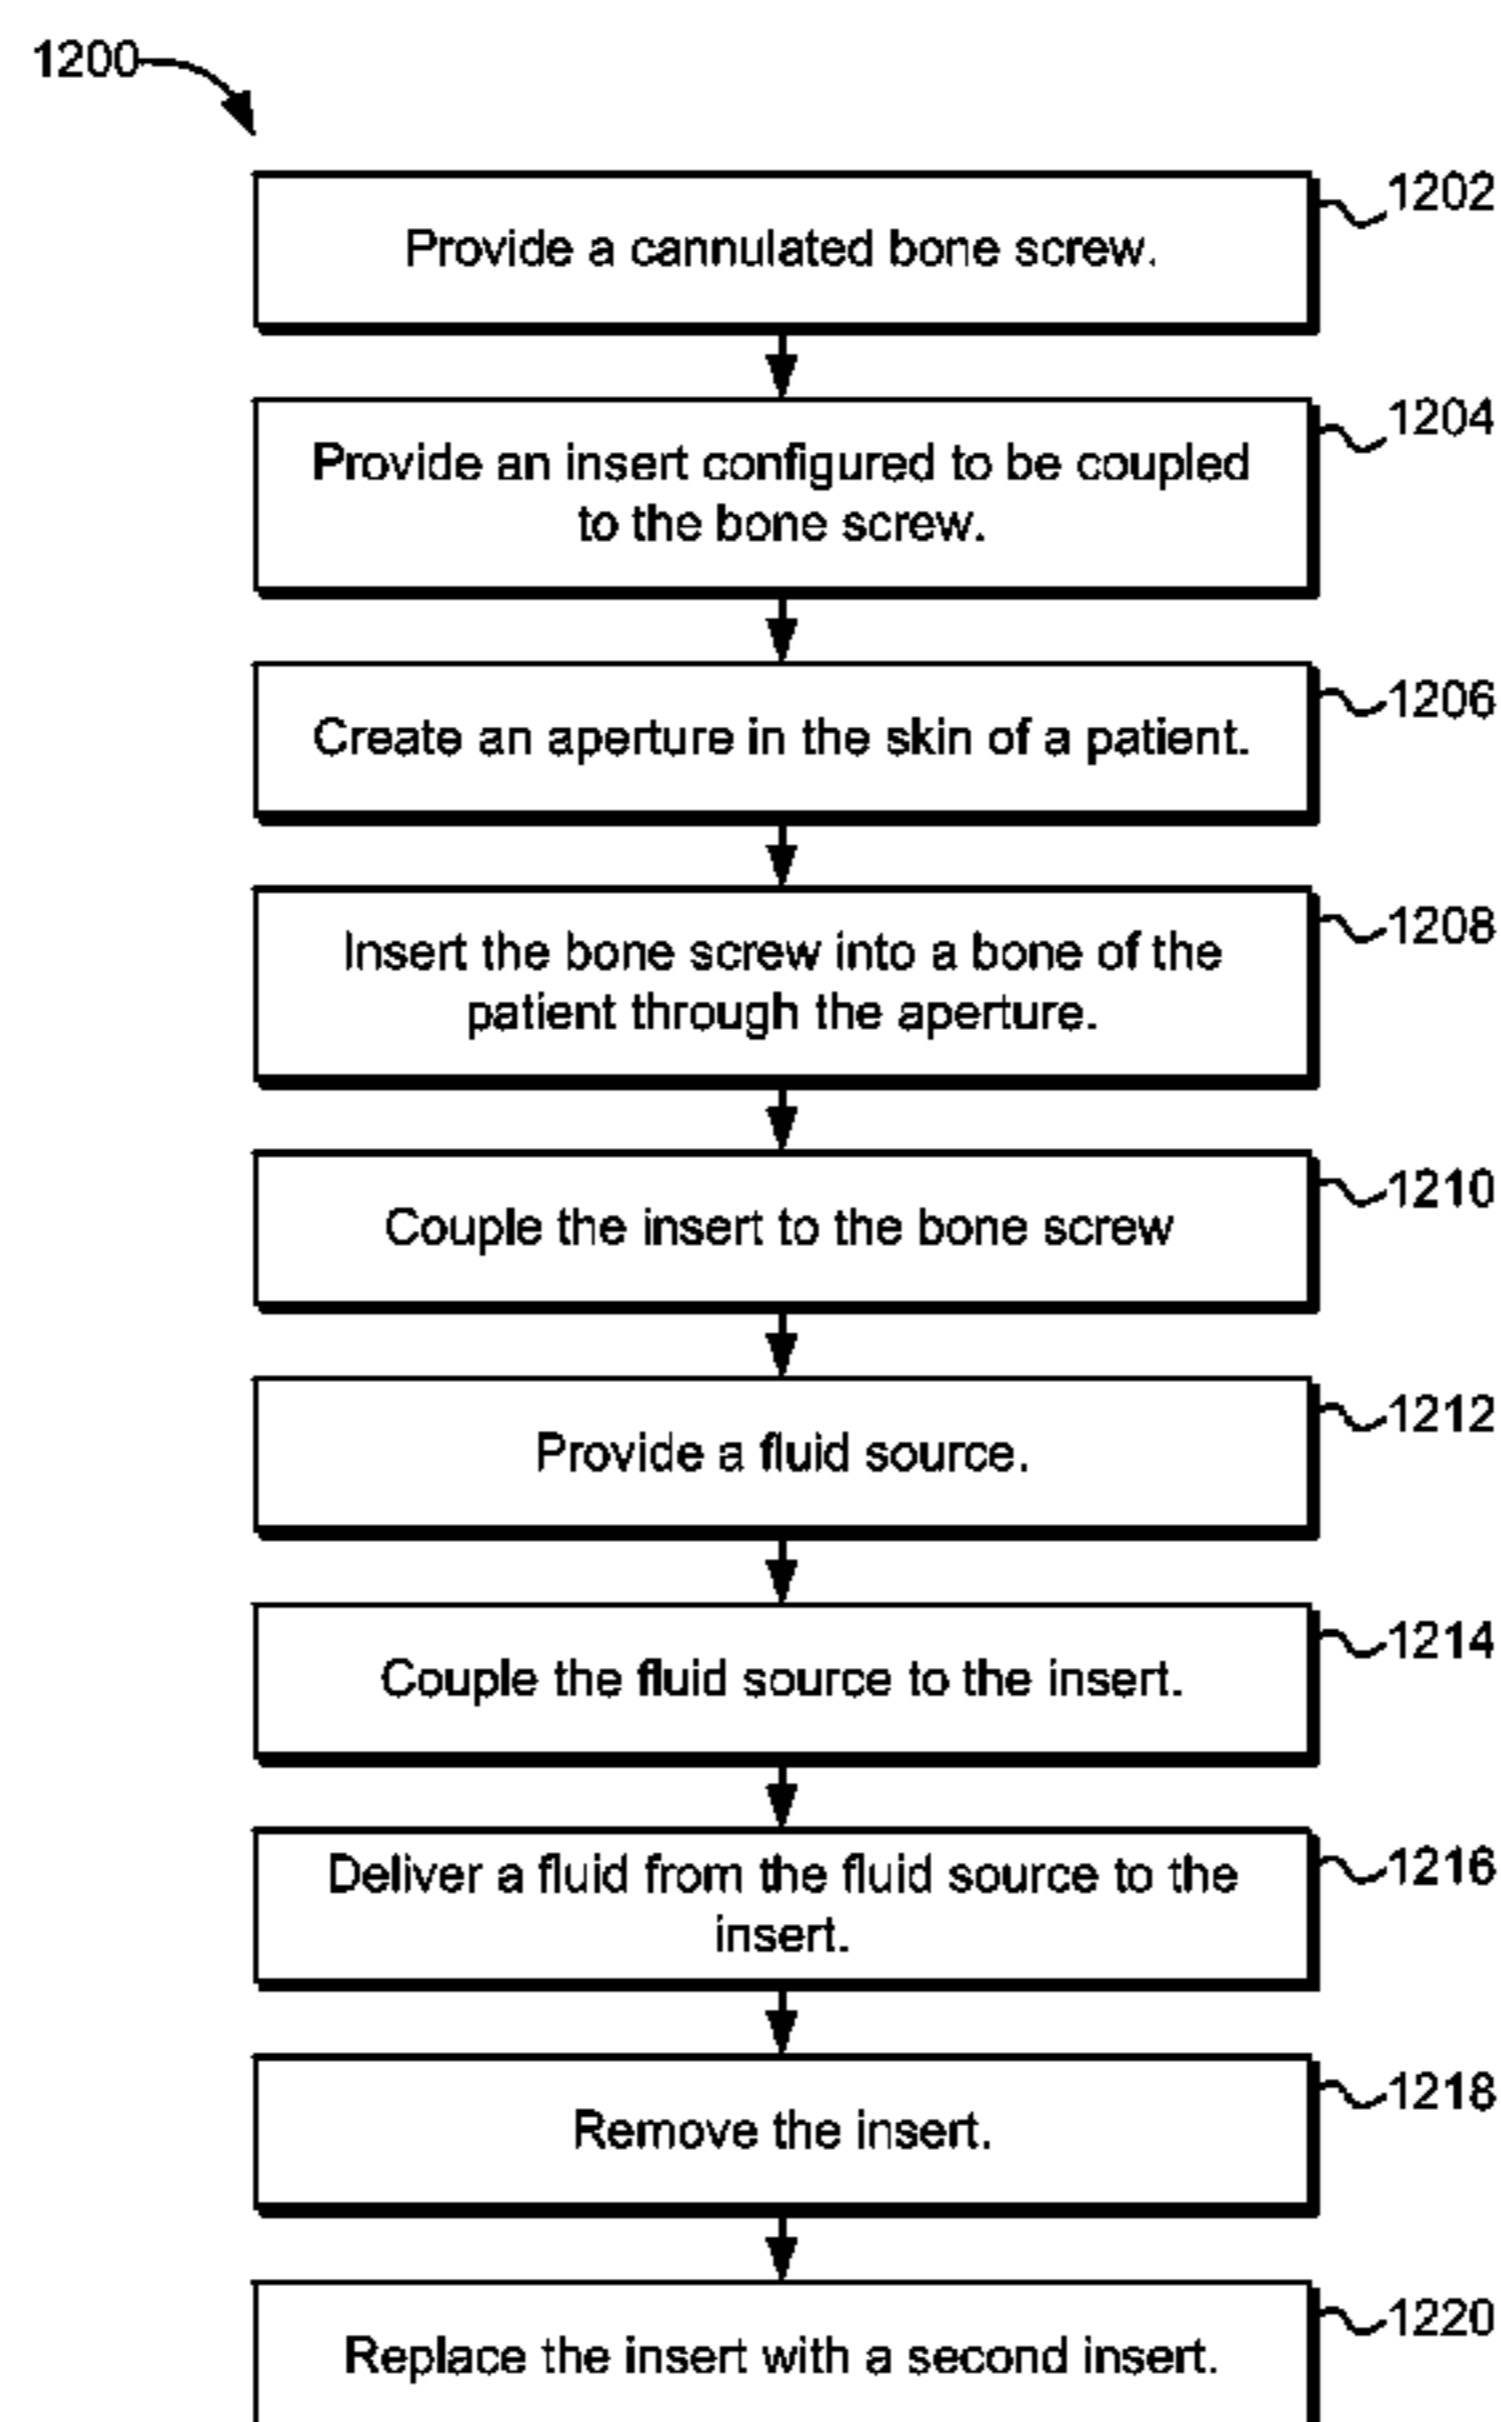 1200
1202
Provide a cannulated bone screw.
1204
Provide an insert configured to be coupled
to the bone screw.
1206
Create an aperture in the skin of a patient.
1208
Insert the bone screw into a bone of the
patient through the aperture.
1210
Couple the insert to the bone screw
1212
Provide a fluid source.
1214
Couple the fluid source to the insert.
1216
Deliver a fluid from the fluid source to the
insert.
1218
Remove the insert.
1220
Replace the insert with a second insert.